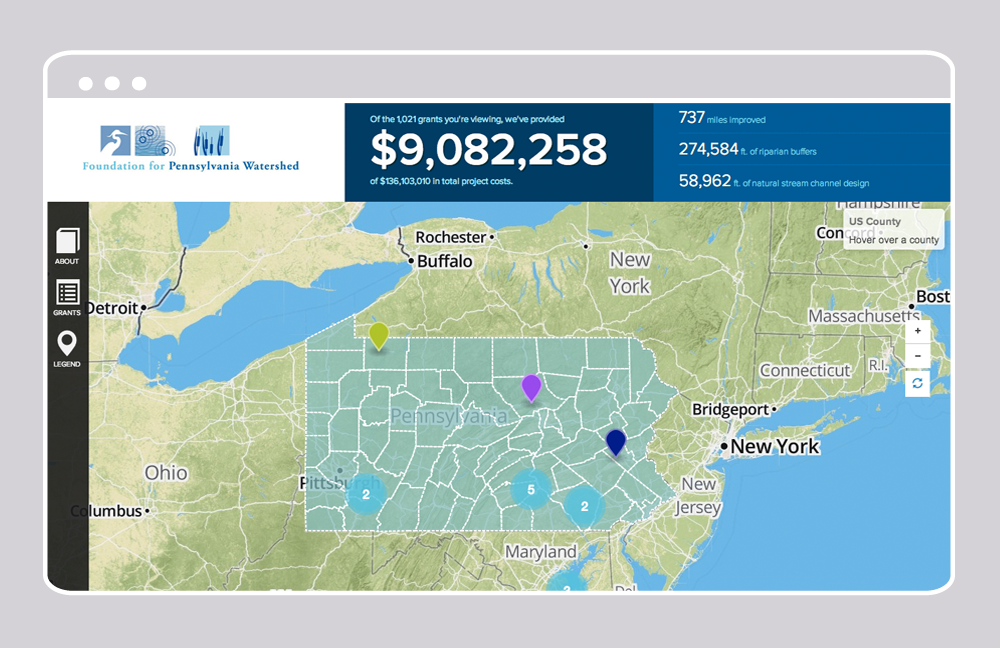 Foundation for Pennsylvania Watershed
Of the 1,021 grants you're viewing, we've provided
$9,082,258
of $136,103,010 in total project costs.
737 miles improved
274,584 ft. of riparian buffers
58,962 ft. of natural stream channel design
ABOUT
GRANTS
LEGEND
Hampshire
US County
Hover over a county
Concord
Rochester
Buffalo
New
York
Detroit
Bost
Massachusetts
+
−
Connecticut
R.I.
Bridgeport
Pennsylvania
New York
Ohio
Pittsburgh
2
5
2
New
Jersey
Columbus
Maryland
Del